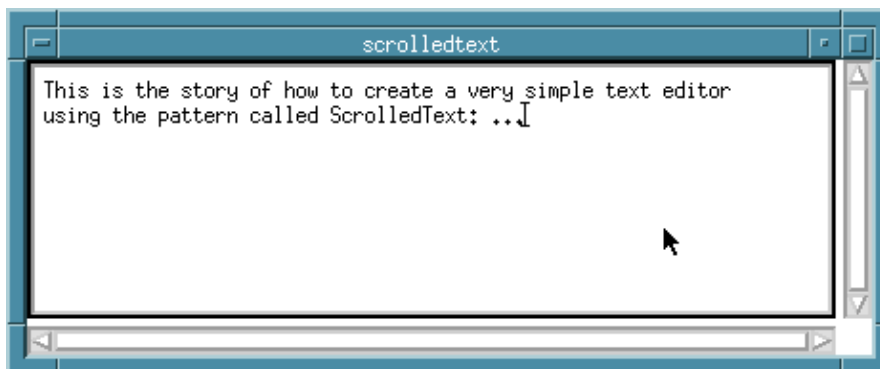 scrolledtext
This is the story of how to create a very simple text editor
using the pattern called ScrolledText: ...